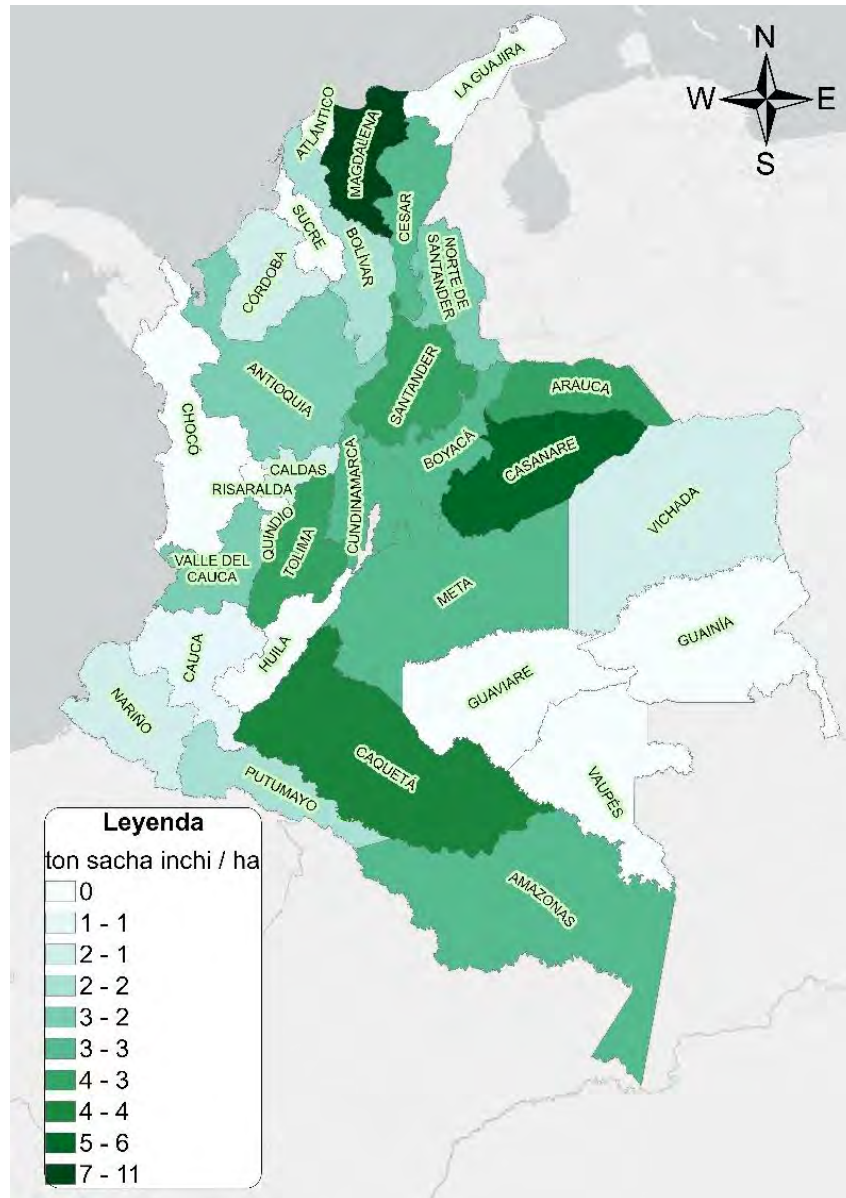 N
W E
S
LA GUAJIRA
ATLÁNTICO
MAGDALENA
CESAR
SUCRE
BOLÍVAR
NORTE DE
SANTANDER
CÓRDOBA
ANTIOQUIA
SANTANDER
ARAUCA
CHOCÓ
BOYACÁ
CASANARE
CALDAS
RISARALDA
CUNDINAMARCA
QUINDIO
TOLIMA
VICHADA
VALLE DEL
CAUCA
META
GUAINÍA
CAUCA
HUILA
GUAVIARE
NARIÑO
CAQUETÁ
VAUPÉS
PUTUMAYO
AMAZONAS
Leyenda
ton sacha inchi / ha
0
1 - 1
2 - 1
2 - 2
3 - 2
3 - 3
4 - 3
4 - 4
5 - 6
7 - 11